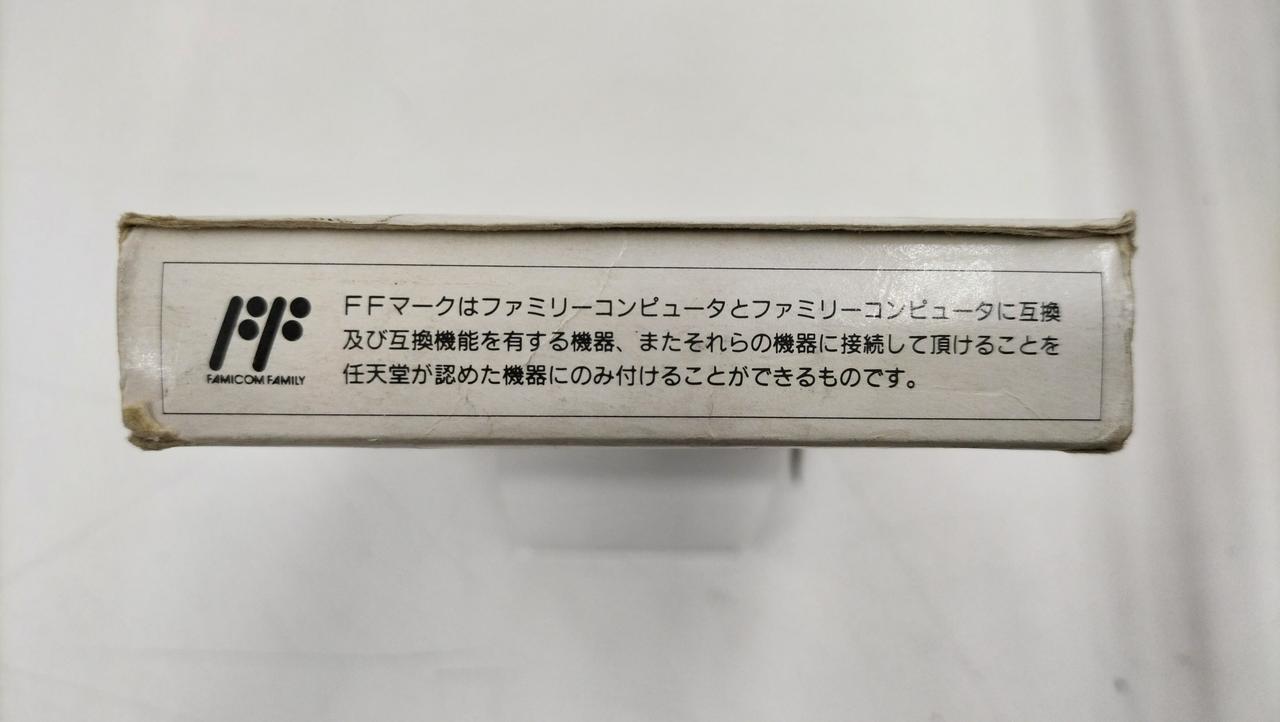 FFマークはファミリーコンピュータとファミリーコンピュータに互換
及び互換機能を有する機器、またそれらの機器に接続して頂けることを
任天堂が認めた機器にのみ付けることができるものです。
FF
FAMICOM FAMILY